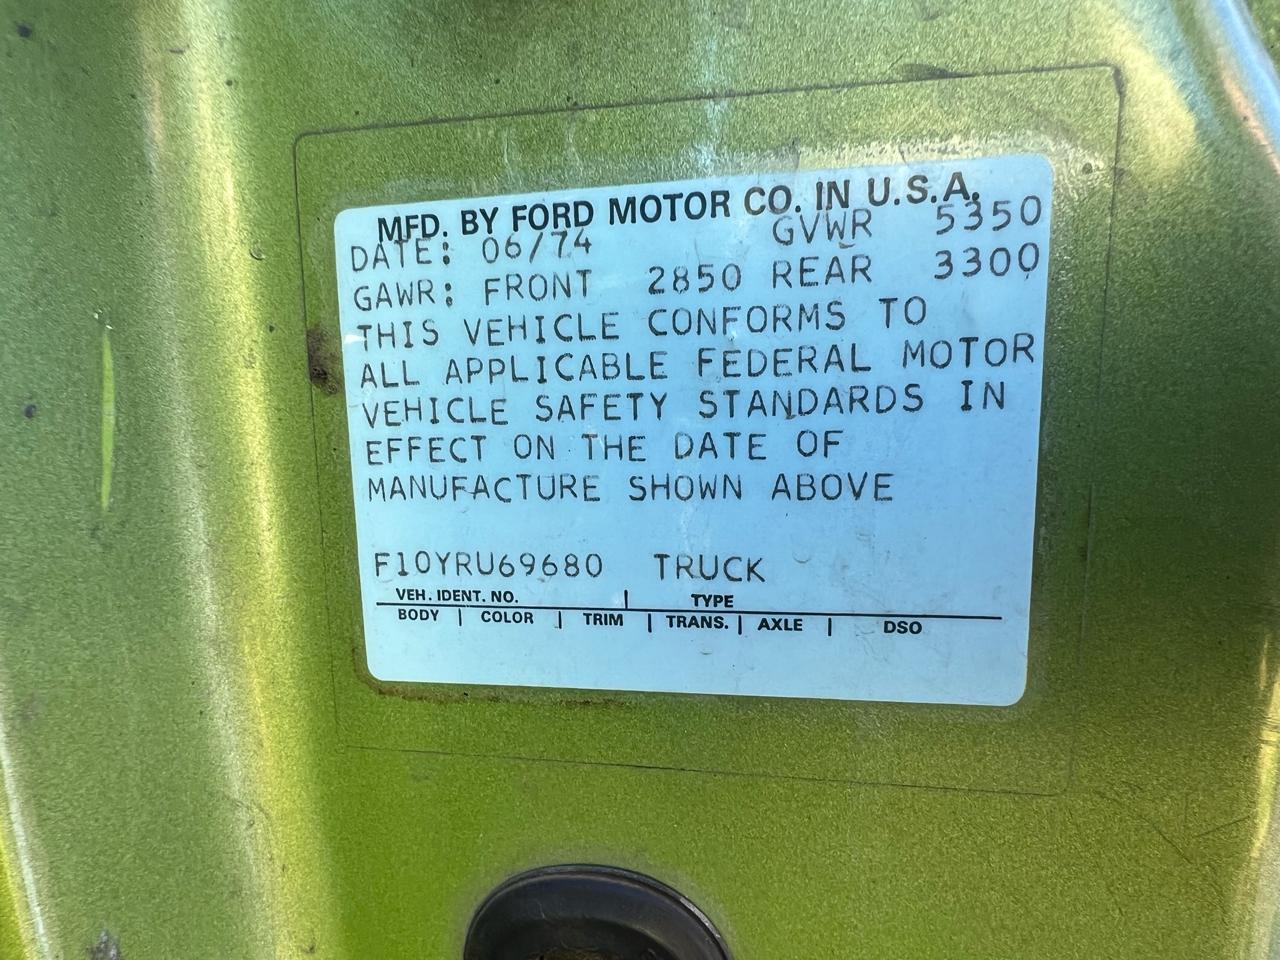 MFD. BY FORD MOTOR CO. IN U.S.A.
DATE: 06/74 GVWR 5350
GAWR: FRONT 2850 REAR 3300
THIS VEHICLE CONFORMS TO
ALL APPLICABLE FEDERAL MOTOR
VEHICLE SAFETY STANDARDS IN
EFFECT ON THE DATE OF
MANUFACTURE SHOWN ABOVE
F10YRU69680 TRUCK
VEH. IDENT. NO. | TYPE
BODY | COLOR | TRIM | TRANS. | AXLE | DSO